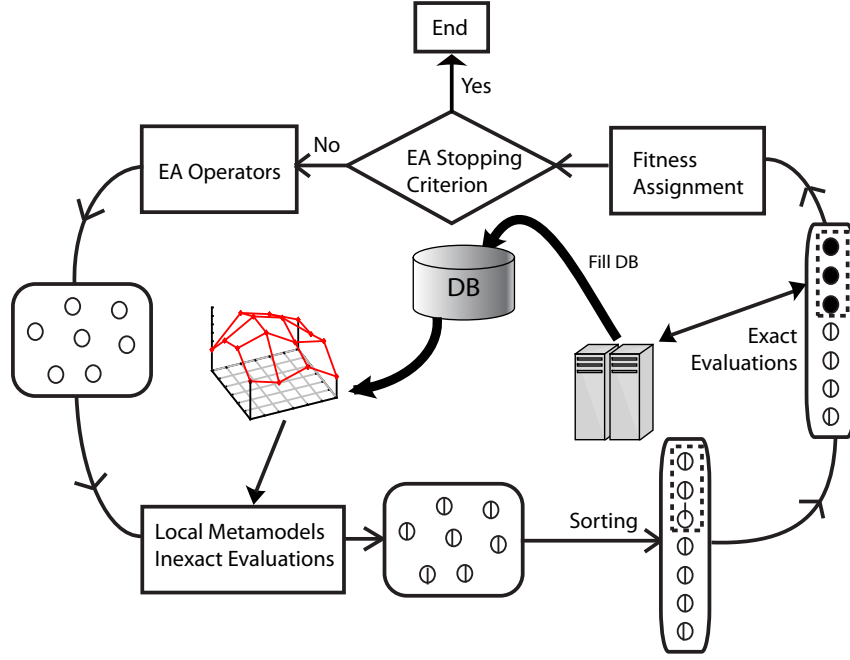 End
Yes
No
EA Operators
EA Stopping
Criterion
Fitness
Assignment
Fill DB
DB
Exact
Evaluations
Local Metamodels
Inexact Evaluations
Sorting